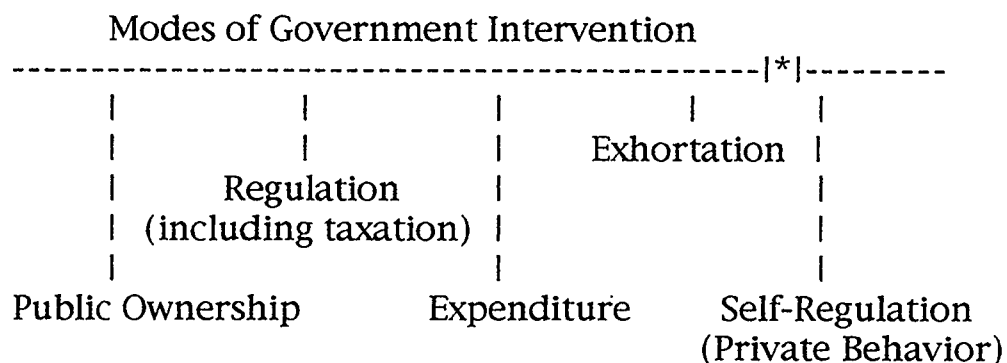 Modes of Government Intervention
|*|
Exhortation
Regulation
(including taxation)
Public Ownership Expenditure Self-Regulation
(Private Behavior)